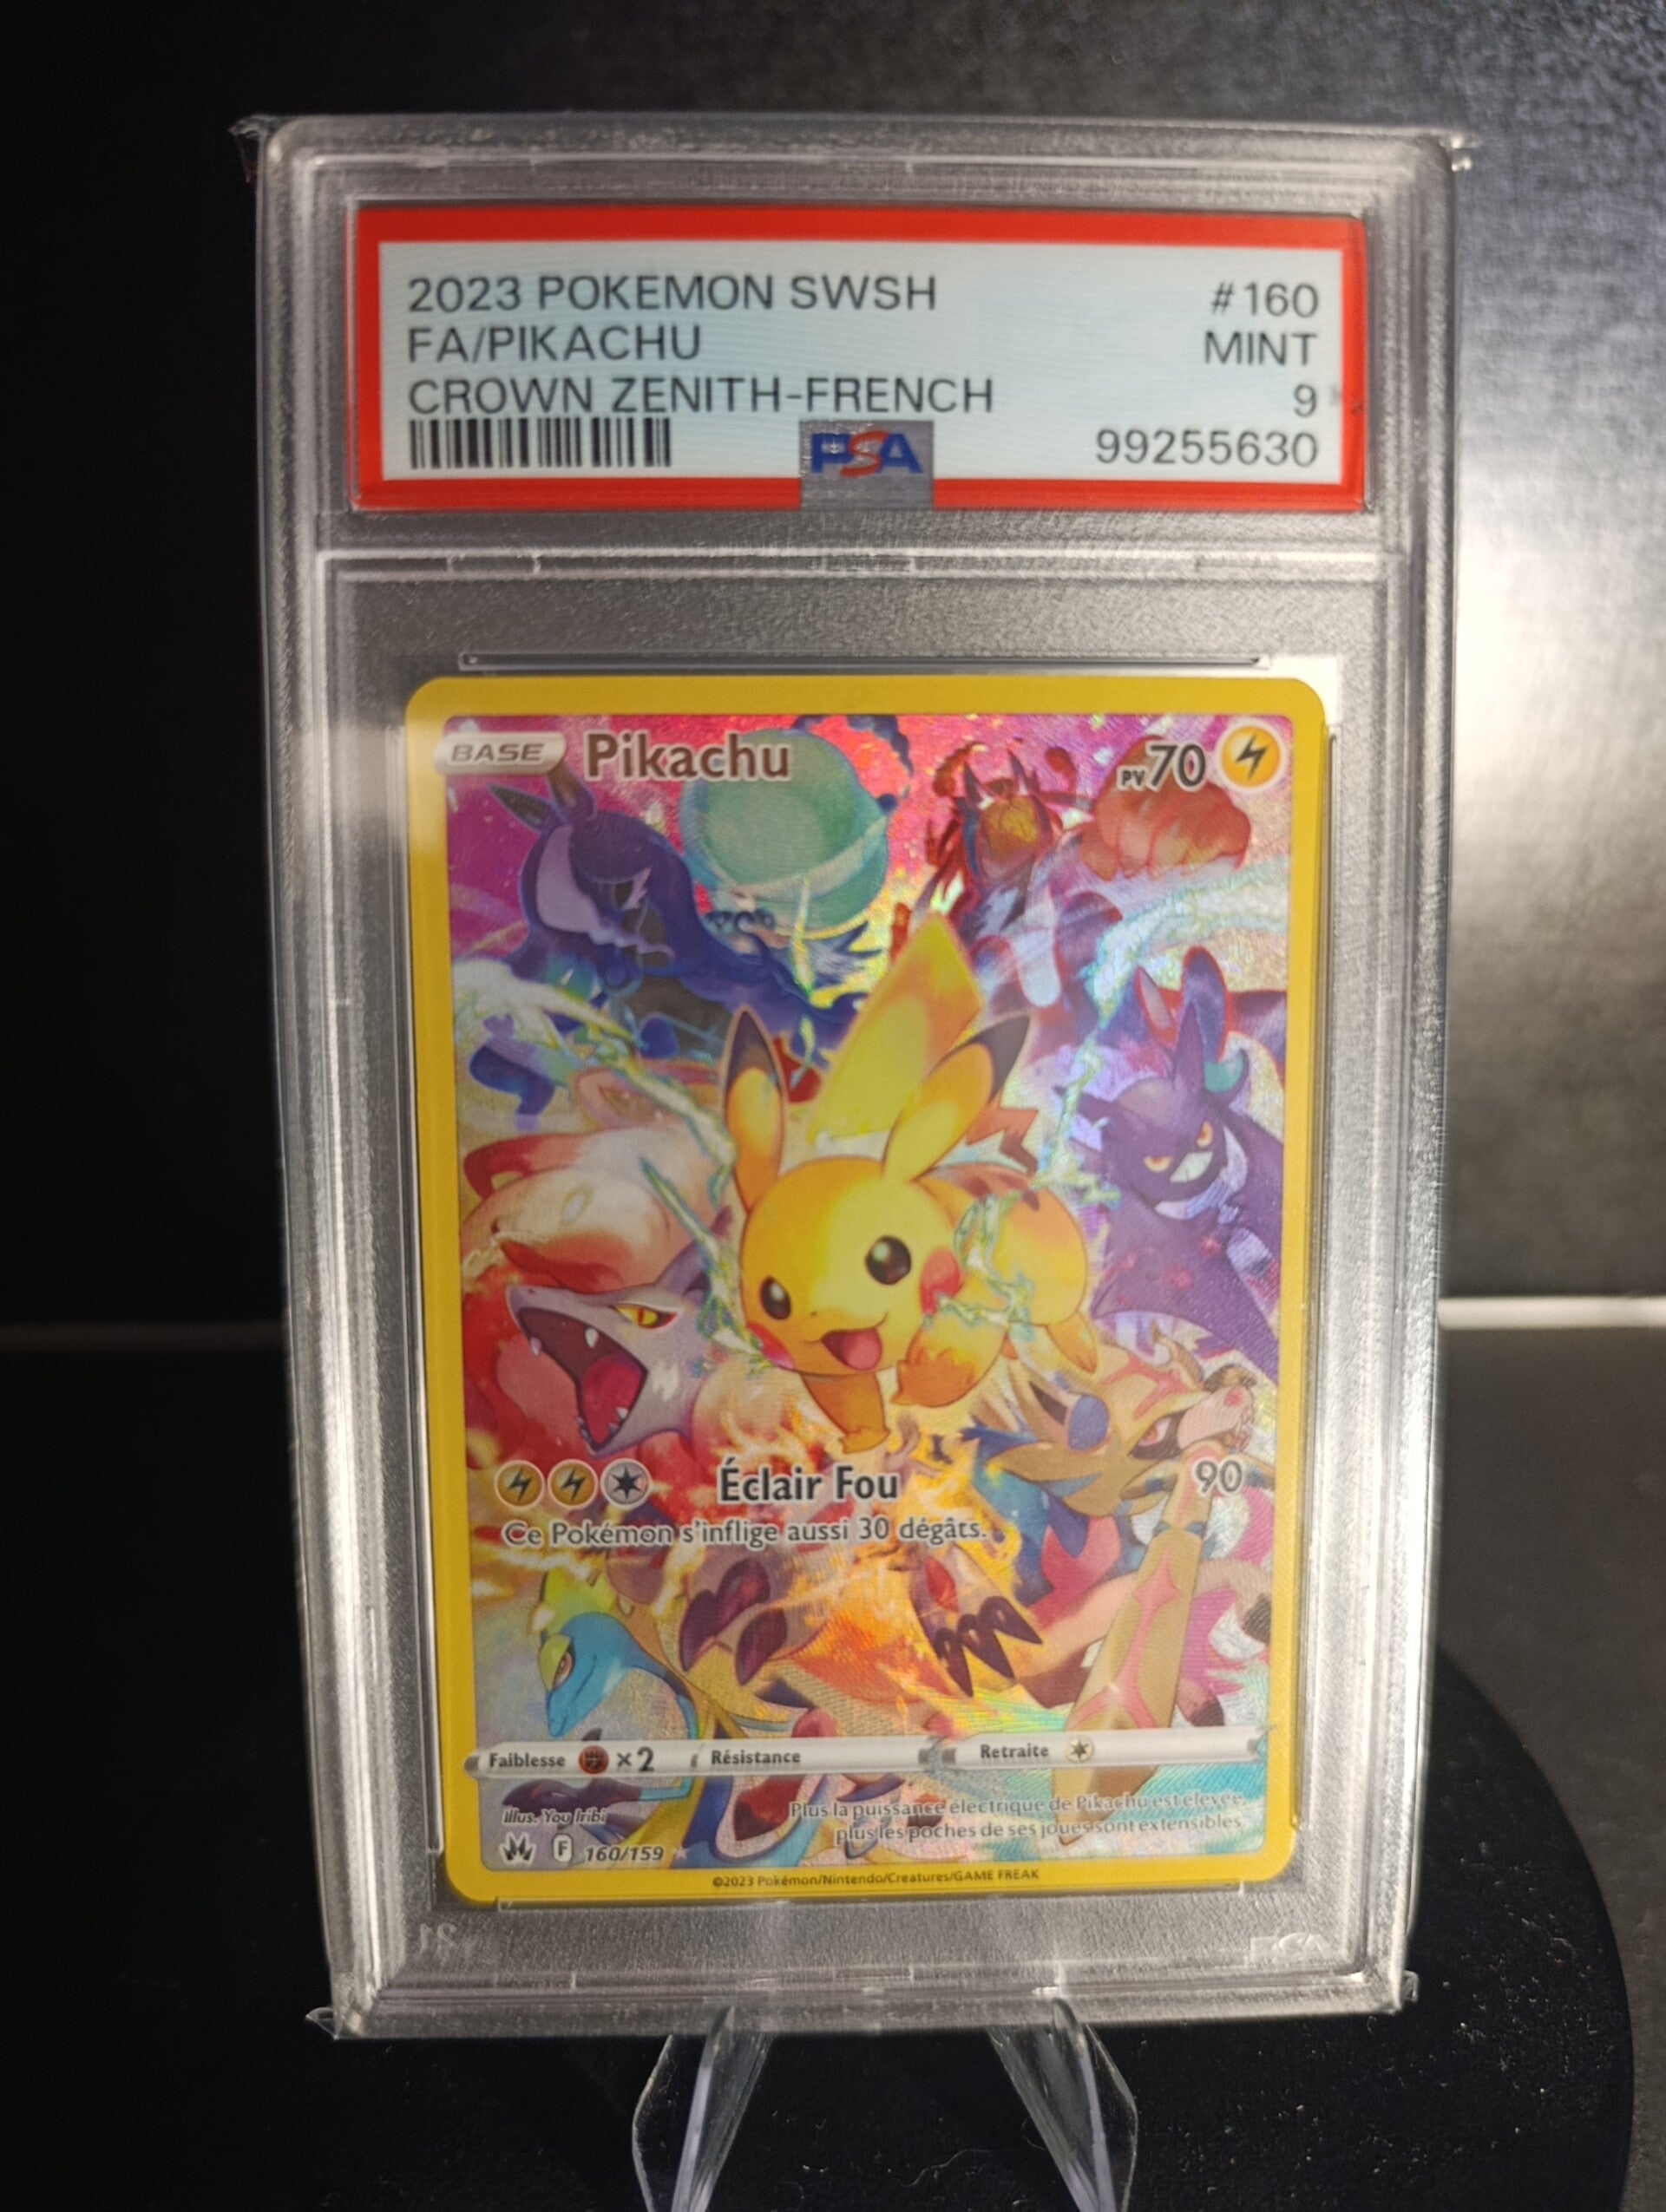 2023 POKEMON SWSH #160
FA/PIKACHU MINT
CROWN ZENITH-FRENCH 9
PSA 99255630
BASE Pikachu PV 70
Éclair Fou 90
Ce Pokémon s'inflige aussi 30 dégâts.
Faiblesse ×2 Résistance Retraite
Illus. You Iribi
Plus la puissance électrique de Pikachu est élevée,
plus les poches de ses joues sont extensibles.
F 160/159
©2023 Pokémon/Nintendo/Creatures/GAME FREAK